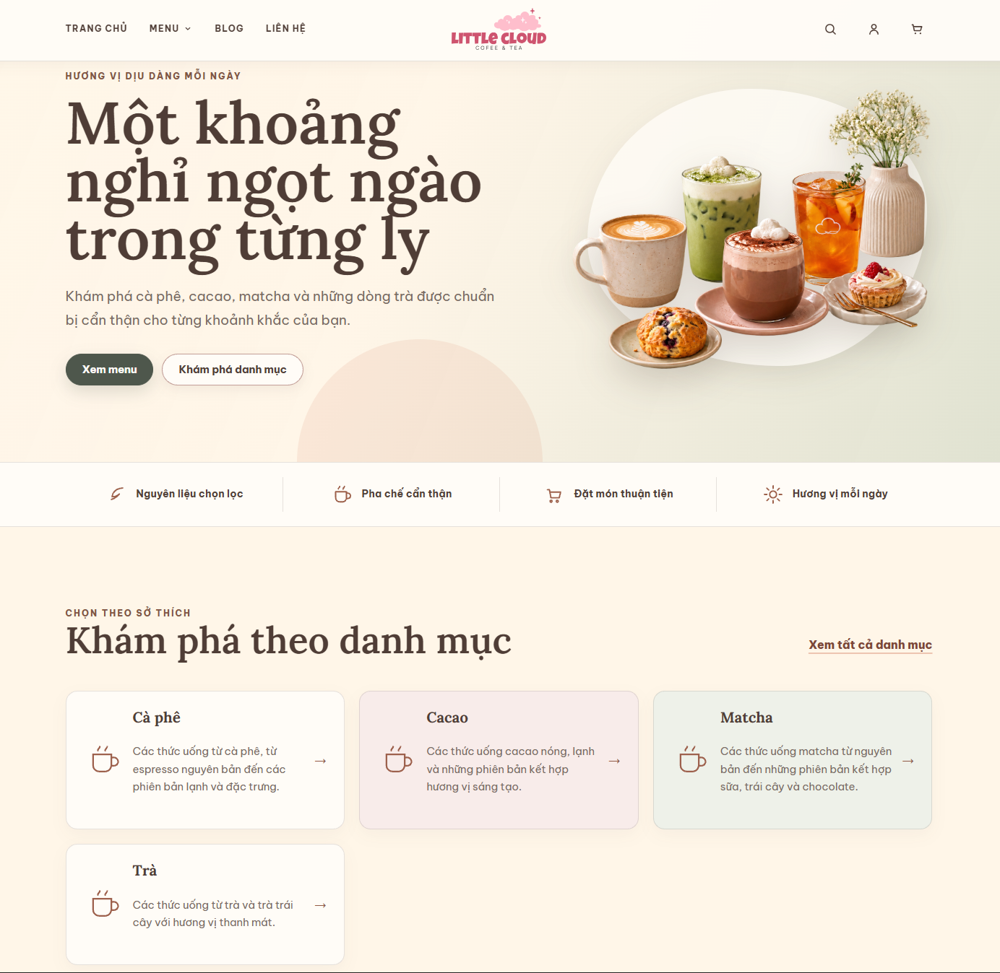 TRANG CHỦ
MENU
BLOG
LIÊN HỆ
LITTLE CLOUD
COFEE & TEA
HƯƠNG VỊ DỊU DÀNG MỖI NGÀY
Một khoảng
nghỉ ngọt ngào
trong từng ly
Khám phá cà phê, cacao, matcha và những dòng trà được chuẩn
bị cẩn thận cho từng khoảnh khắc của bạn.
Xem menu
Khám phá danh mục
Nguyên liệu chọn lọc
Pha chế cẩn thận
Đặt món thuận tiện
Hương vị mỗi ngày
CHỌN THEO SỞ THÍCH
Khám phá theo danh mục
Xem tất cả danh mục
Cà phê
Các thức uống từ cà phê, từ
espresso nguyên bản đến các
phiên bản lạnh và đặc trưng.
→
Cacao
Các thức uống cacao nóng, lạnh
và những phiên bản kết hợp
hương vị sáng tạo.
→
Matcha
Các thức uống matcha từ nguyên
bản đến những phiên bản kết hợp
sữa, trái cây và chocolate.
→
Trà
Các thức uống từ trà và trà trái
cây với hương vị thanh mát.
→